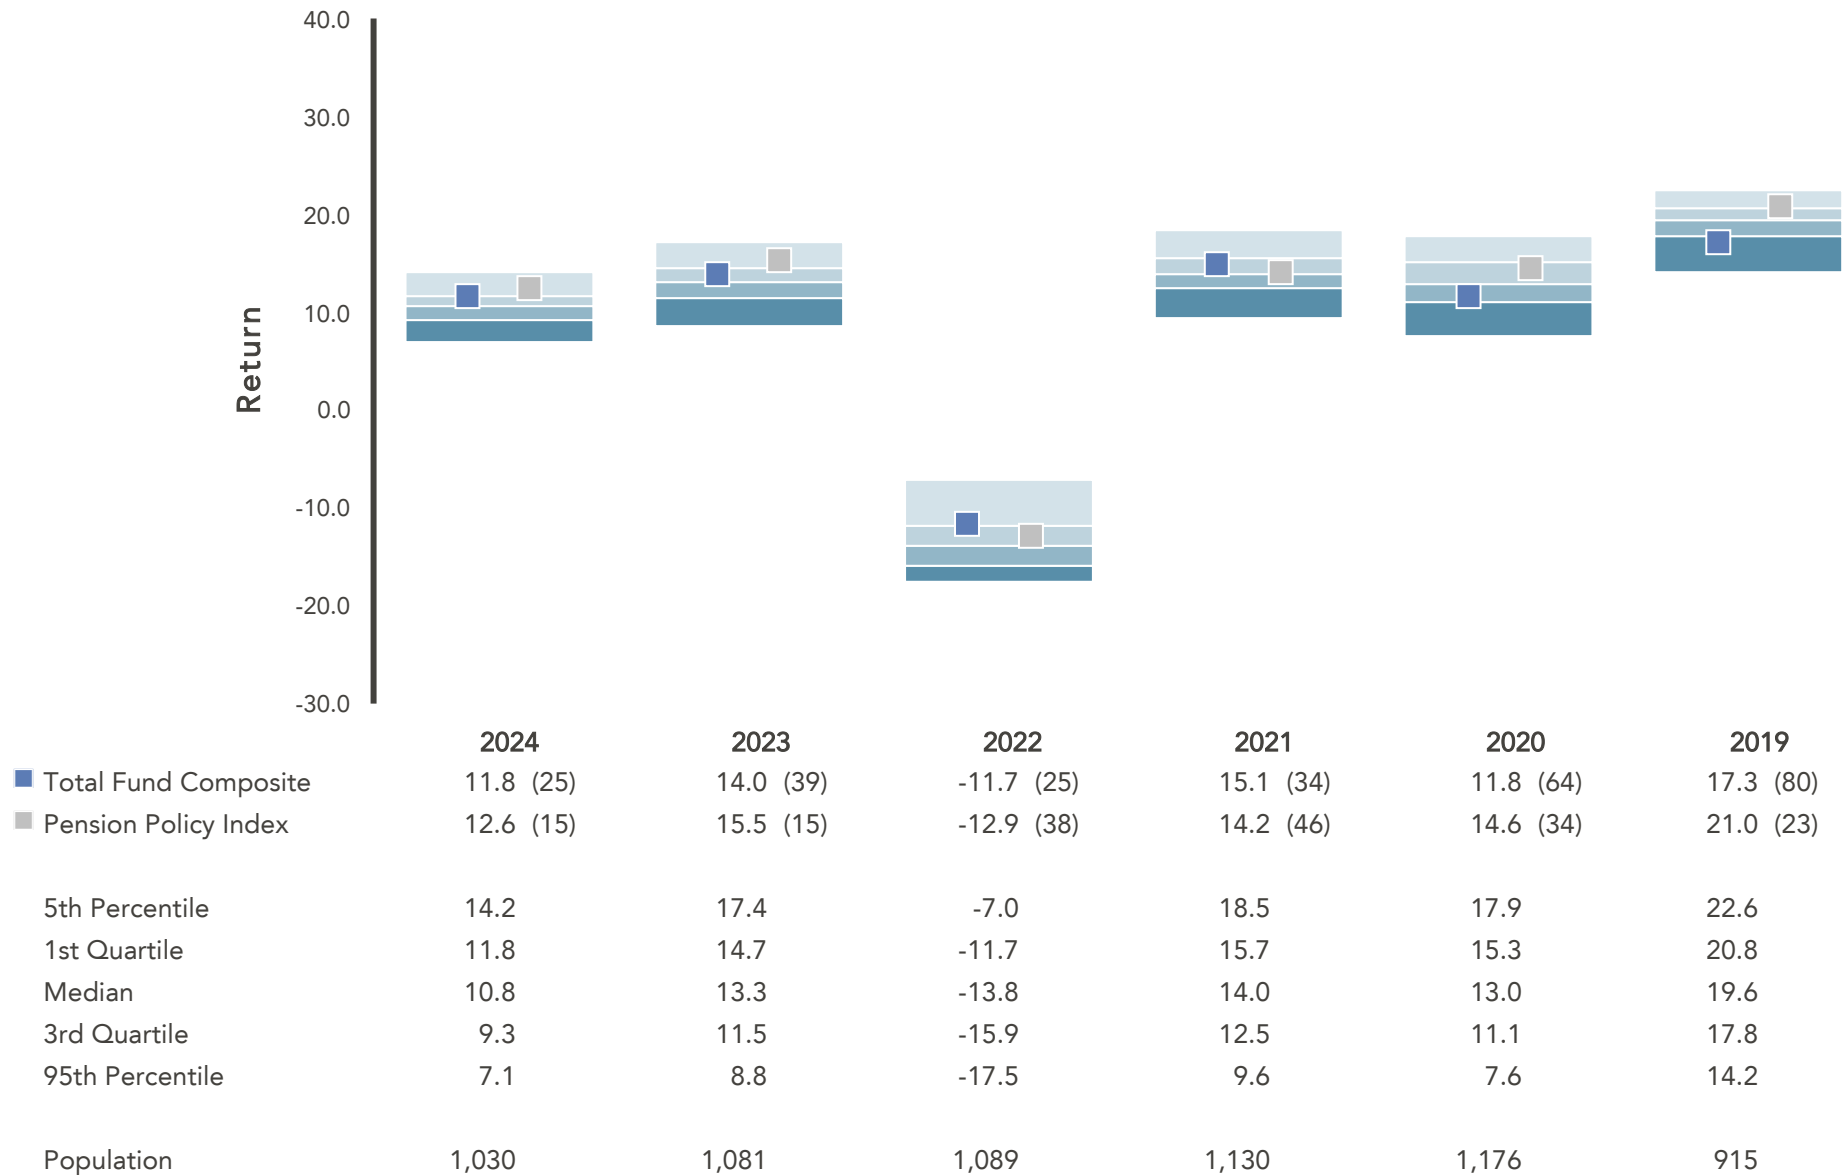 40.0
30.0
20.0
10.0
0.0
-10.0
-20.0
-30.0
Return
2024 2023 2022 2021 2020 2019
Total Fund Composite 11.8 (25) 14.0 (39) -11.7 (25) 15.1 (34) 11.8 (64) 17.3 (80)
Pension Policy Index 12.6 (15) 15.5 (15) -12.9 (38) 14.2 (46) 14.6 (34) 21.0 (23)
5th Percentile 14.2 17.4 -7.0 18.5 17.9 22.6
1st Quartile 11.8 14.7 -11.7 15.7 15.3 20.8
Median 10.8 13.3 -13.8 14.0 13.0 19.6
3rd Quartile 9.3 11.5 -15.9 12.5 11.1 17.8
95th Percentile 7.1 8.8 -17.5 9.6 7.6 14.2
Population 1,030 1,081 1,089 1,130 1,176 915